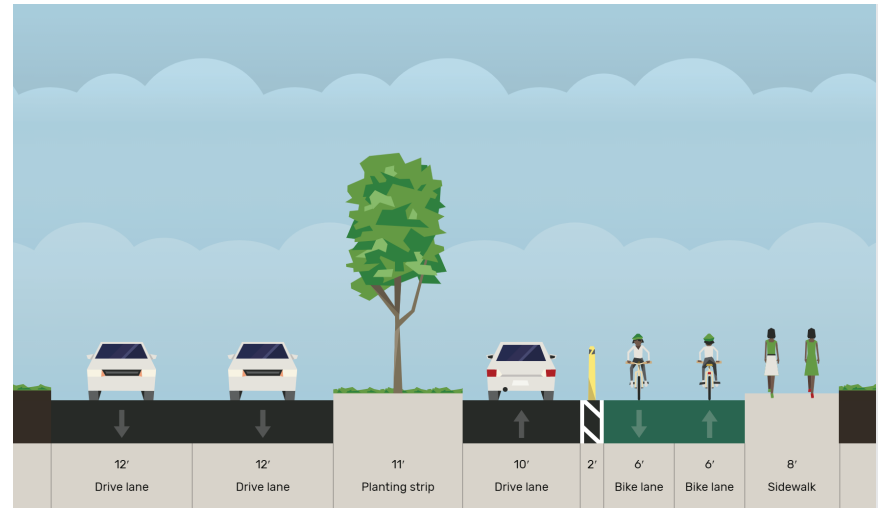 12′ 12′ 11′ 10′ 2′ 6′ 6′ 8′
Drive lane Drive lane Planting strip Drive lane Bike lane Bike lane Sidewalk